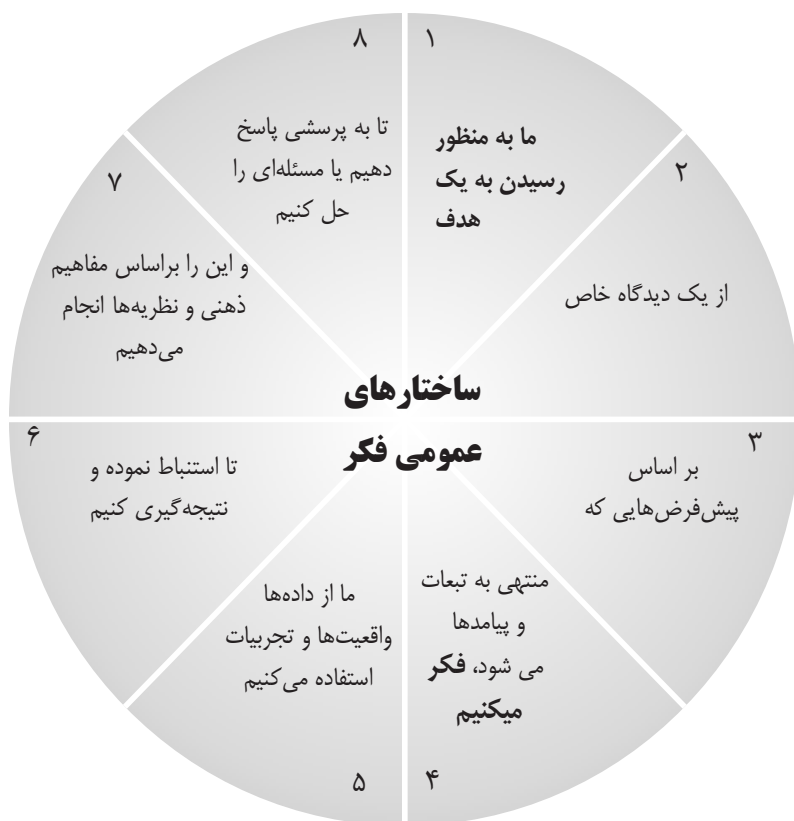 ساختارهای
عمومی فکر
۱
ما به منظور
رسیدن به یک
هدف
۲
از یک دیدگاه خاص
۳
بر اساس
پیش‌فرض‌هایی که
۴
منتهی به تبعات
و پیامدها
می شود، فکر
میکنیم
۵
ما از داده‌ها
واقعیت‌ها و تجربیات
استفاده می‌کنیم
۶
تا استنباط نموده و
نتیجه‌گیری کنیم
۷
و این را براساس مفاهیم
ذهنی و نظریه‌ها انجام
می‌دهیم
۸
تا به پرسشی پاسخ
دهیم یا مسئله‌ای را
حل کنیم